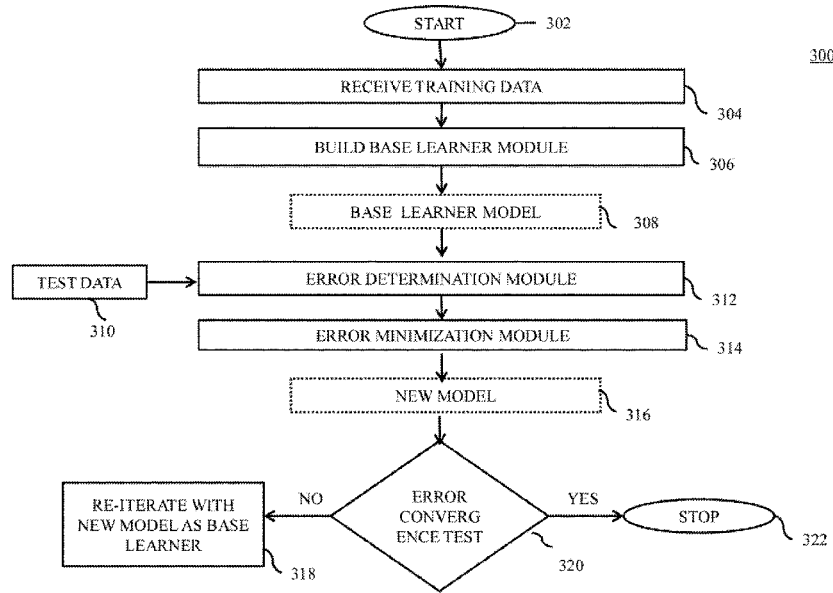 START
302
300
RECEIVE TRAINING DATA
304
BUILD BASE LEARNER MODULE
306
BASE LEARNER MODEL
308
TEST DATA
310
ERROR DETERMINATION MODULE
312
ERROR MINIMIZATION MODULE
314
NEW MODEL
316
RE-ITERATE WITH
NEW MODEL AS BASE
LEARNER
318
NO
ERROR
CONVERG
ENCE TEST
320
YES
STOP
322